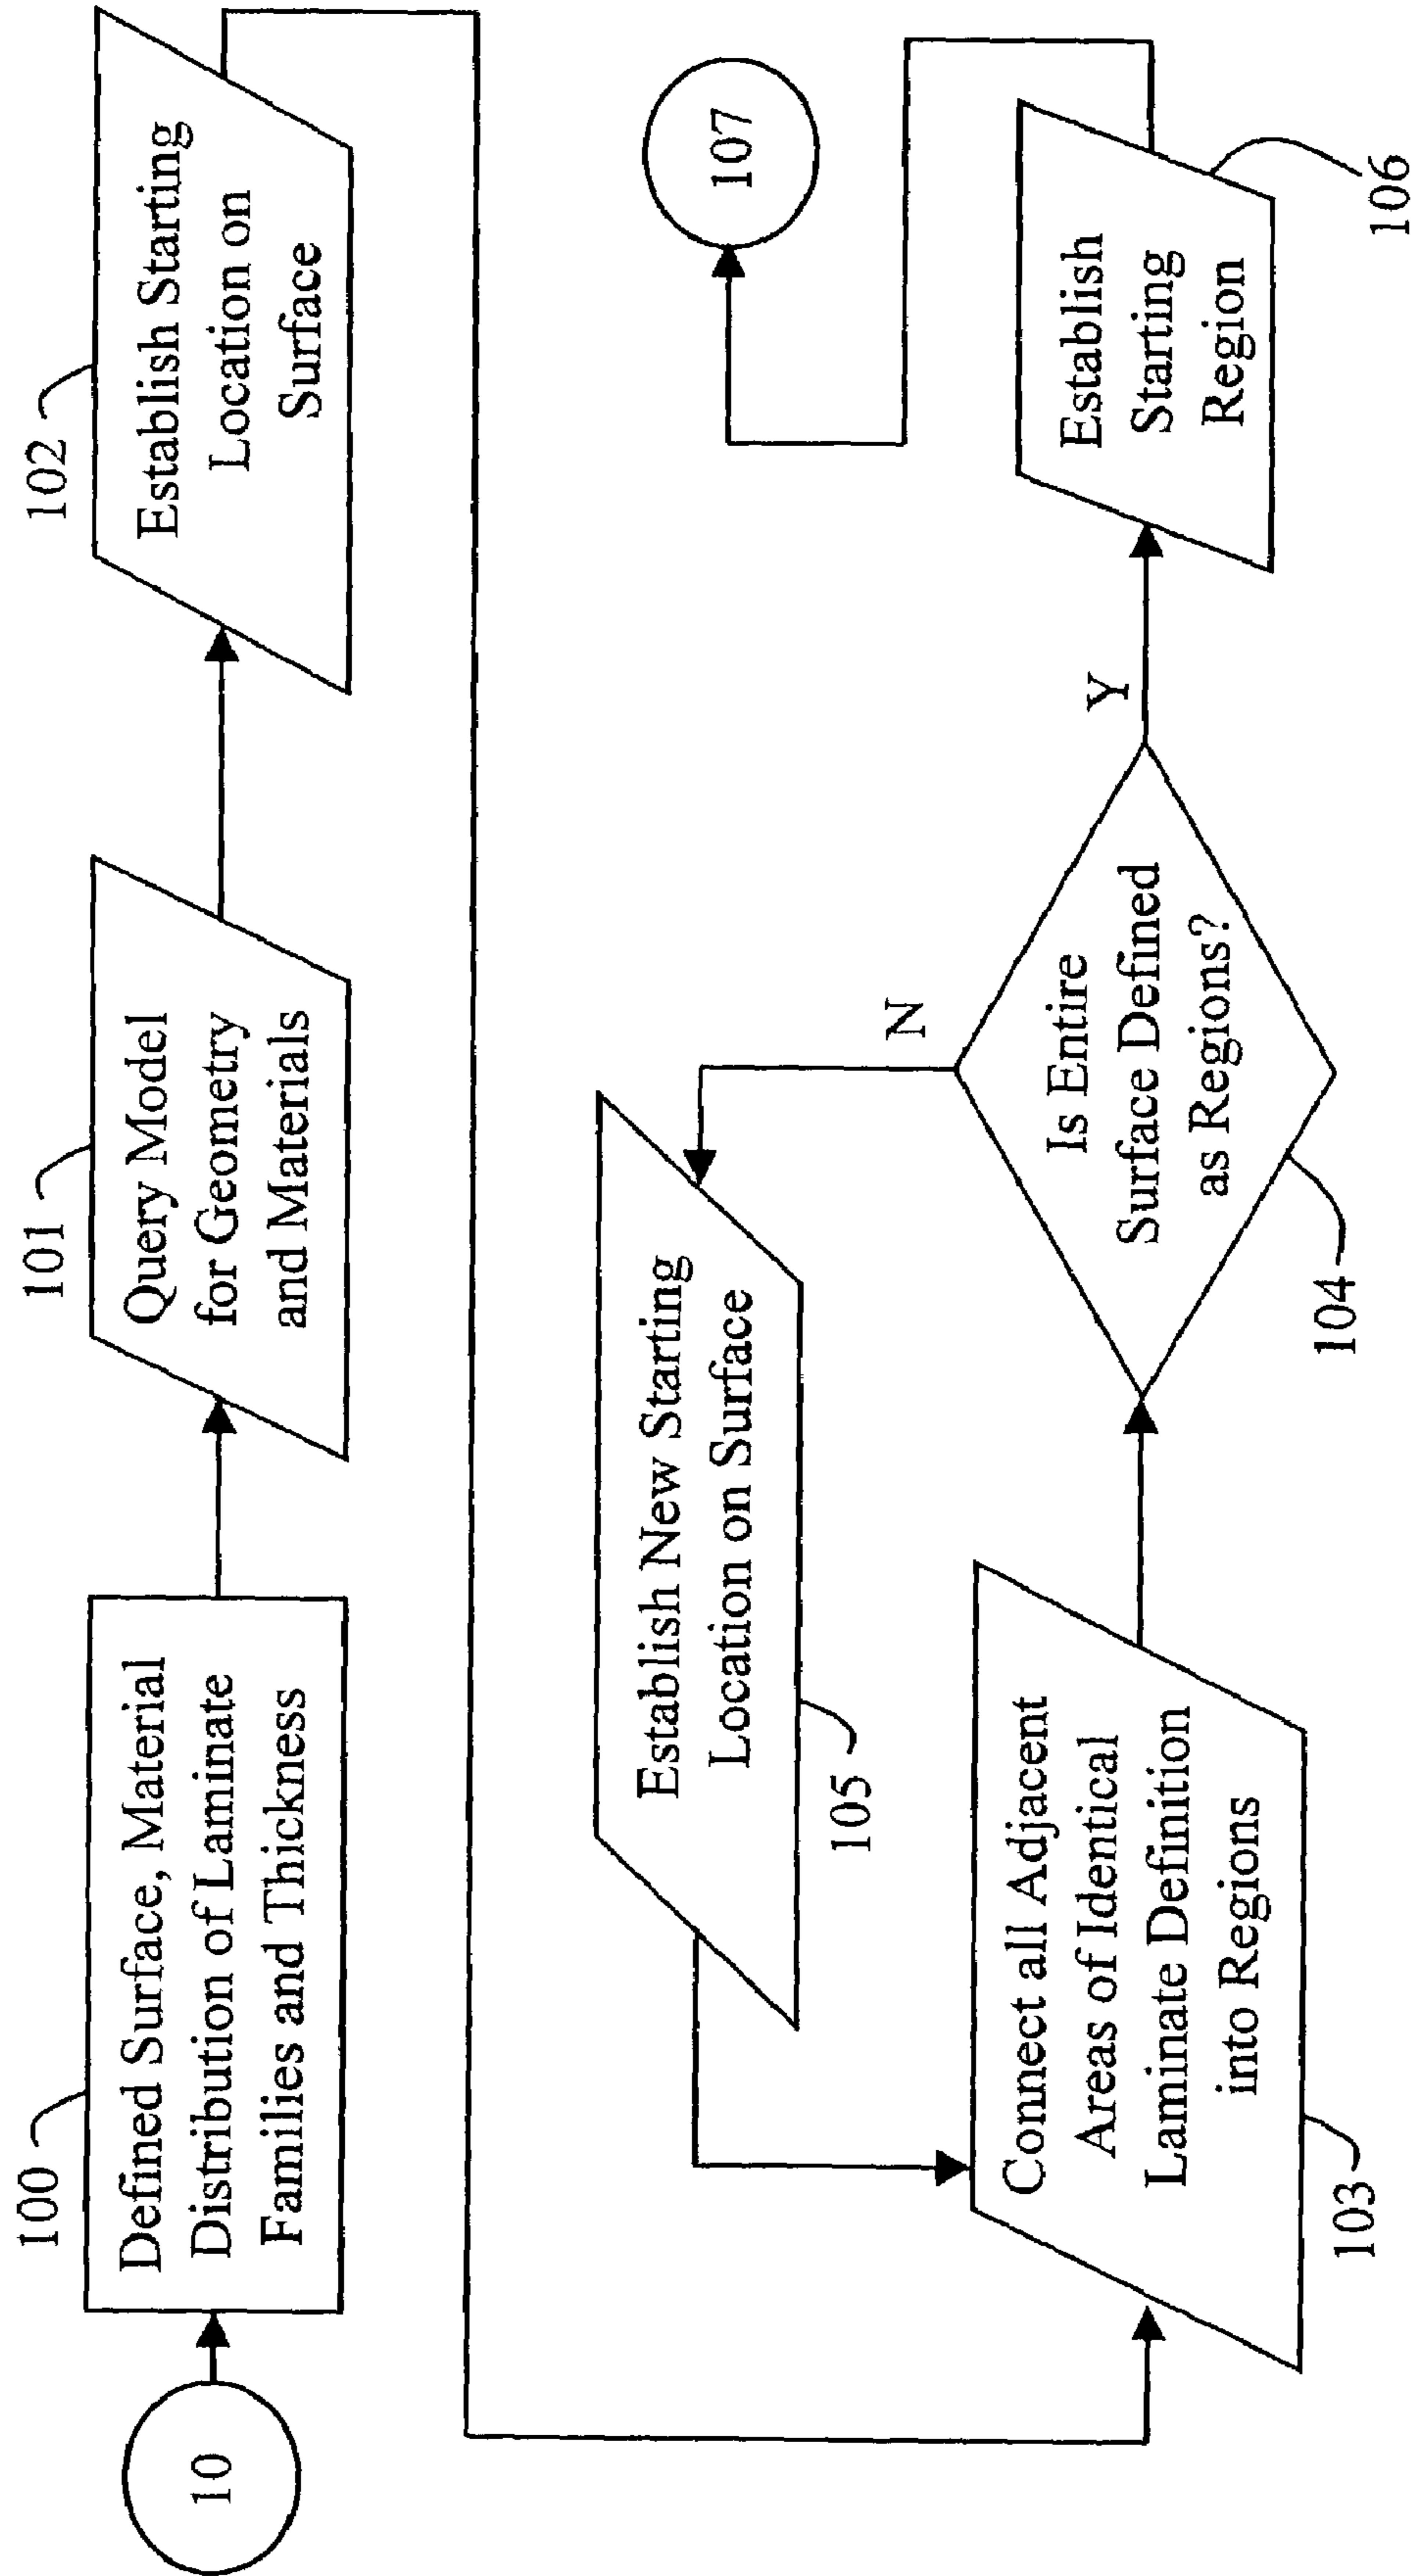 10
100
Defined Surface, Material
Distribution of Laminate
Families and Thickness
101
Query Model
for Geometry
and Materials
102
Establish Starting
Location on
Surface
103
Connect all Adjacent
Areas of Identical
Laminate Definition
into Regions
104
Is Entire
Surface Defined
as Regions?
N
105
Establish New Starting
Location on Surface
Y
106
Establish
Starting
Region
107